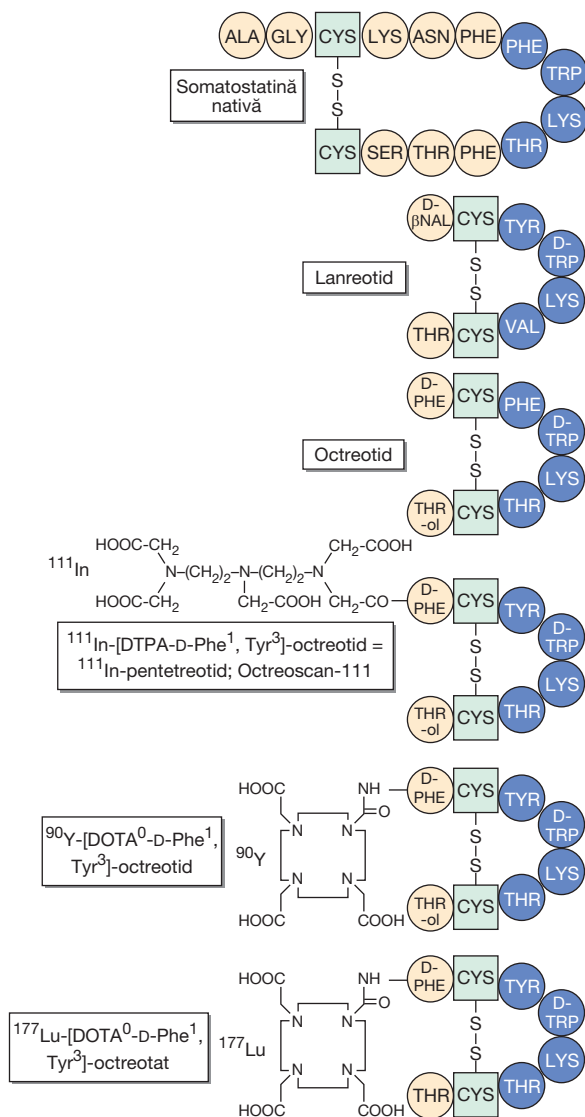 ALA GLY CYS LYS ASN PHE PHE
TRP
Somatostatină
nativă
S
S
LYS
THR
CYS SER THR PHE
D-
βNAL
CYS TYR
D-
TRP
Lanreotid
S
S
LYS
VAL
THR CYS
D-
PHE
CYS PHE
D-
TRP
Octreotid
S
S
LYS
THR
THR
-ol
CYS
HOOC-CH₂
CH₂-COOH
¹¹¹In
N–(CH₂)₂–N–(CH₂)₂–N
HOOC-CH₂
CH₂-COOH
CH₂-CO
D-
PHE
CYS TYR
D-
TRP
¹¹¹In-[DTPA-D-Phe¹, Tyr³]-octreotid =
¹¹¹In-pentetreotid; Octreoscan-111
S
S
LYS
THR
THR
-ol
CYS
HOOC
NH
O
D-
PHE
CYS TYR
D-
TRP
N N
⁹⁰Y-[DOTA⁰-D-Phe¹,
Tyr³]-octreotid
⁹⁰Y
S
S
LYS
THR
N N
HOOC
COOH
THR
-ol
CYS
HOOC
NH
O
D-
PHE
CYS TYR
D-
TRP
N N
¹⁷⁷Lu-[DOTA⁰-D-Phe¹,
Tyr³]-octreotat
¹⁷⁷Lu
S
S
LYS
THR
N N
HOOC
COOH
THR CYS